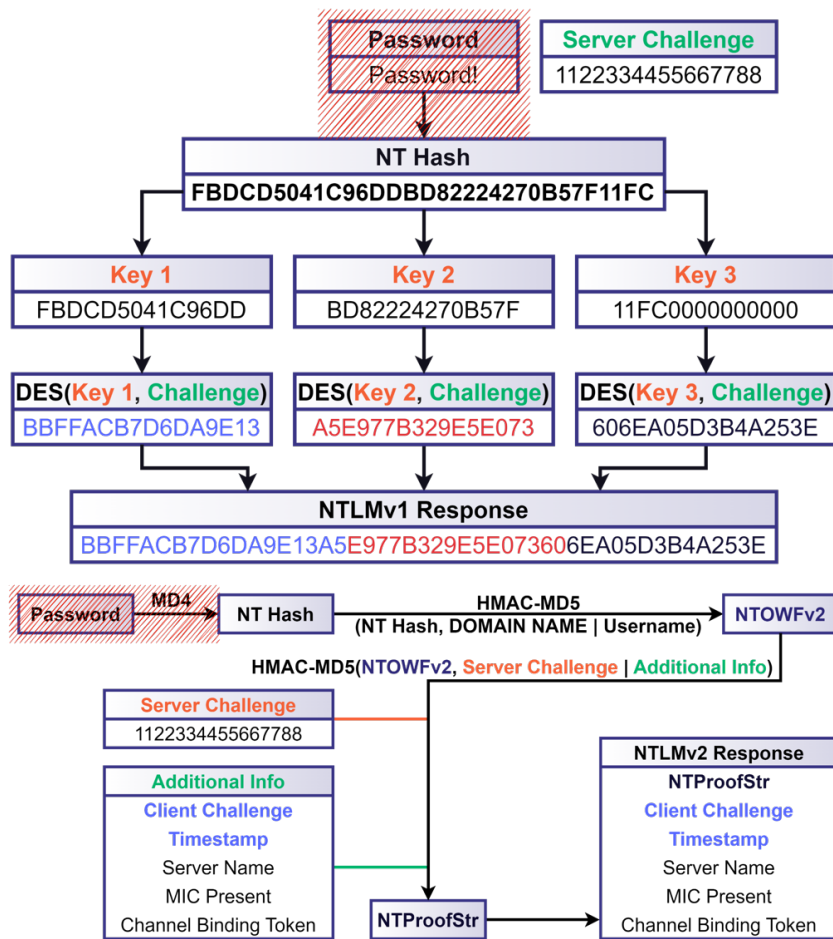 Password
Server Challenge
Password!
1122334455667788
NT Hash
FBDCD5041C96DDBD82224270B57F11FC
Key 1
Key 2
Key 3
FBDCD5041C96DD
BD82224270B57F
11FC0000000000
DES(Key 1, Challenge)
DES(Key 2, Challenge)
DES(Key 3, Challenge)
BBFFACB7D6DA9E13
A5E977B329E5E073
606EA05D3B4A253E
NTLMv1 Response
BBFFACB7D6DA9E13A5E977B329E5E073606EA05D3B4A253E
Password
MD4
NT Hash
HMAC-MD5
(NT Hash, DOMAIN NAME | Username)
NTOWFv2
HMAC-MD5(NTOWFv2, Server Challenge | Additional Info)
Server Challenge
1122334455667788
Additional Info
Client Challenge
Timestamp
Server Name
MIC Present
Channel Binding Token
NTProofStr
NTLMv2 Response
NTProofStr
Client Challenge
Timestamp
Server Name
MIC Present
Channel Binding Token